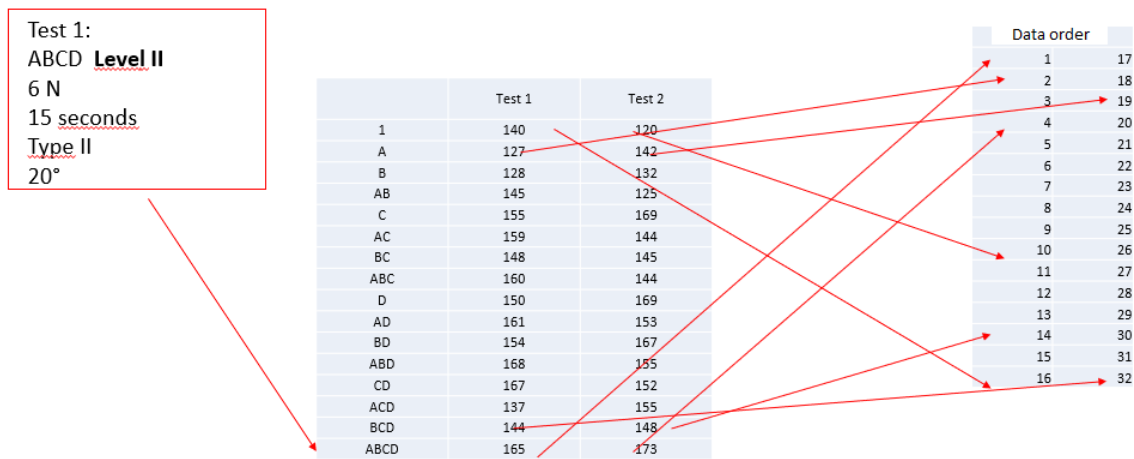 Test 1:
ABCD Level II
6 N
15 seconds
Type II
20°
Test 1 Test 2
1 140 120
A 127 142
B 128 132
AB 145 125
C 155 169
AC 159 144
BC 148 145
ABC 160 144
D 150 169
AD 161 153
BD 154 167
ABD 168 155
CD 167 152
ACD 137 155
BCD 144 148
ABCD 165 173
Data order
1 17
2 18
3 19
4 20
5 21
6 22
7 23
8 24
9 25
10 26
11 27
12 28
13 29
14 30
15 31
16 32